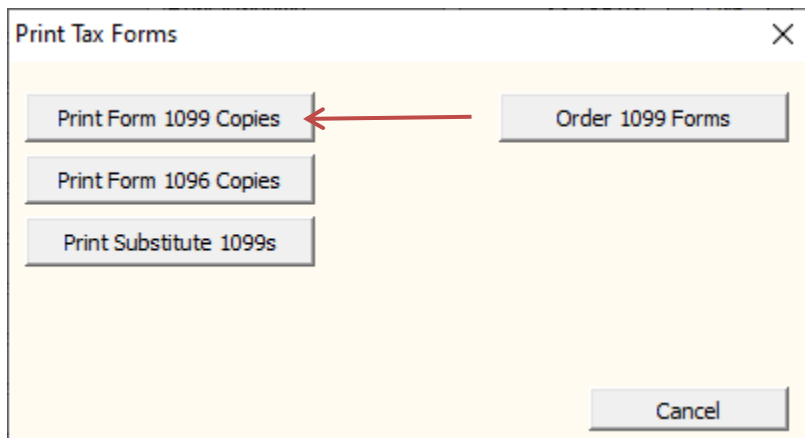 Print Tax Forms
Print Form 1099 Copies
Order 1099 Forms
Print Form 1096 Copies
Print Substitute 1099s
Cancel